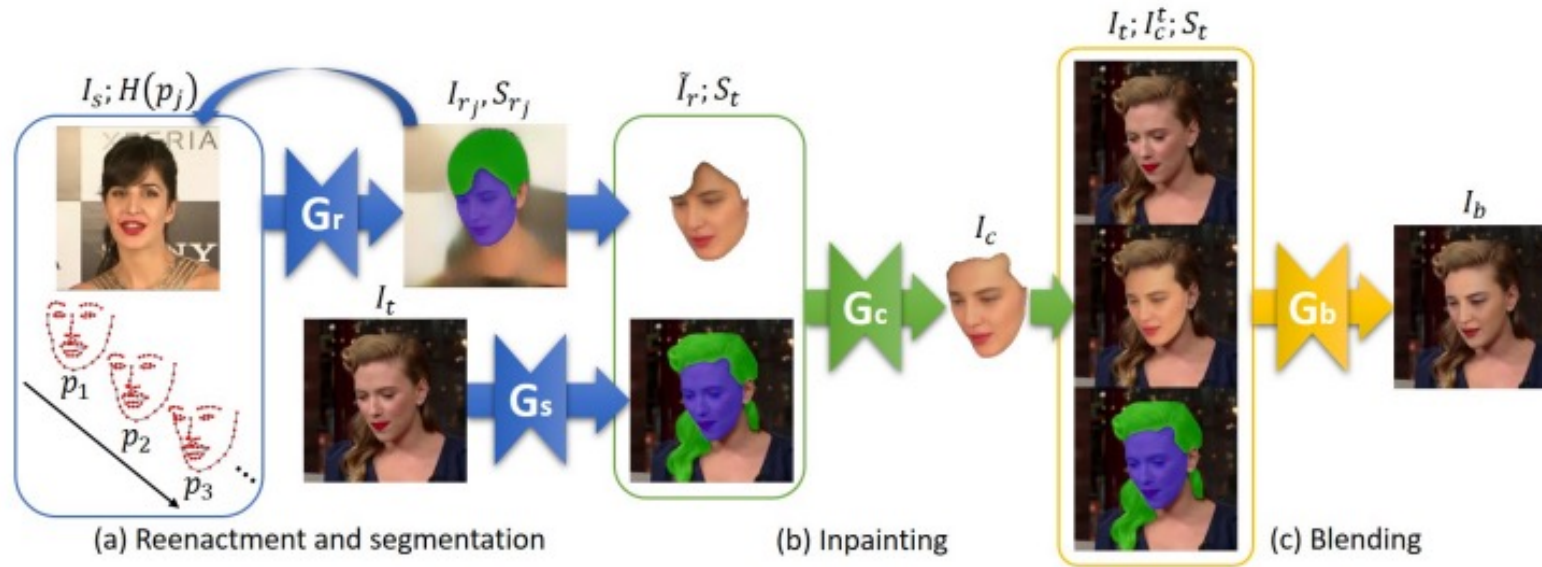 I_t; I_c^t; S_t
I_s; H(p_j)
I_{r_j}, S_{r_j}
Ĩ_r; S_t
XPERIA
NY
G_r
I_t
I_c
I_b
G_c
G_b
G_s
p_1
p_2
p_3
...
(a) Reenactment and segmentation
(b) Inpainting
(c) Blending